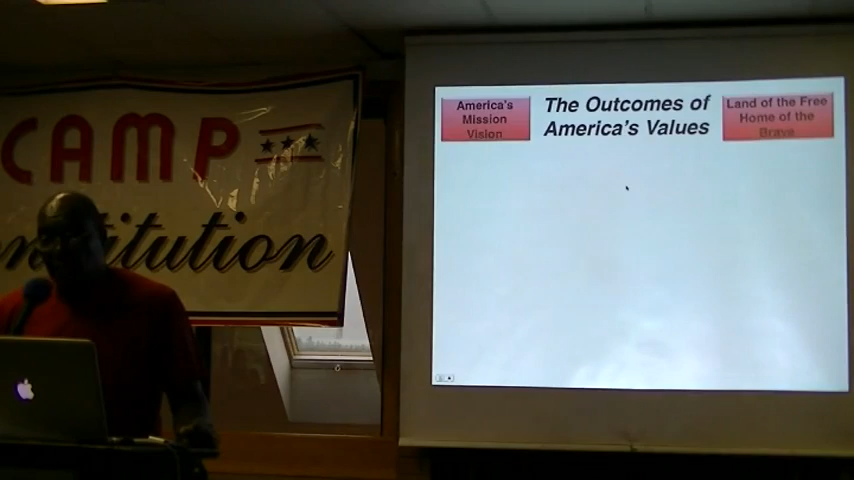 CAMP
nstitution
America's
Mission
Vision
The Outcomes of
America's Values
Land of the Free
Home of the
Brave